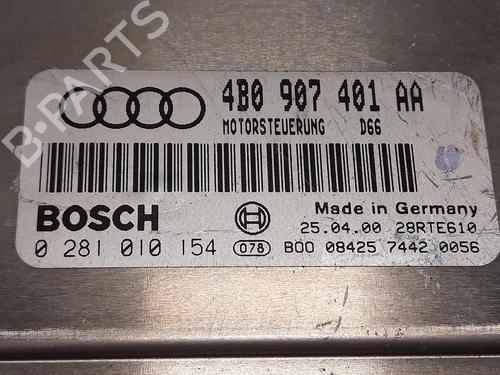 B-PARTS
4B0 907 401 AA
MOTORSTEUERUNG D66
BOSCH
Made in Germany
25.04.00 28RTE610
0 281 010 154 078 B00 08425 7442 0056